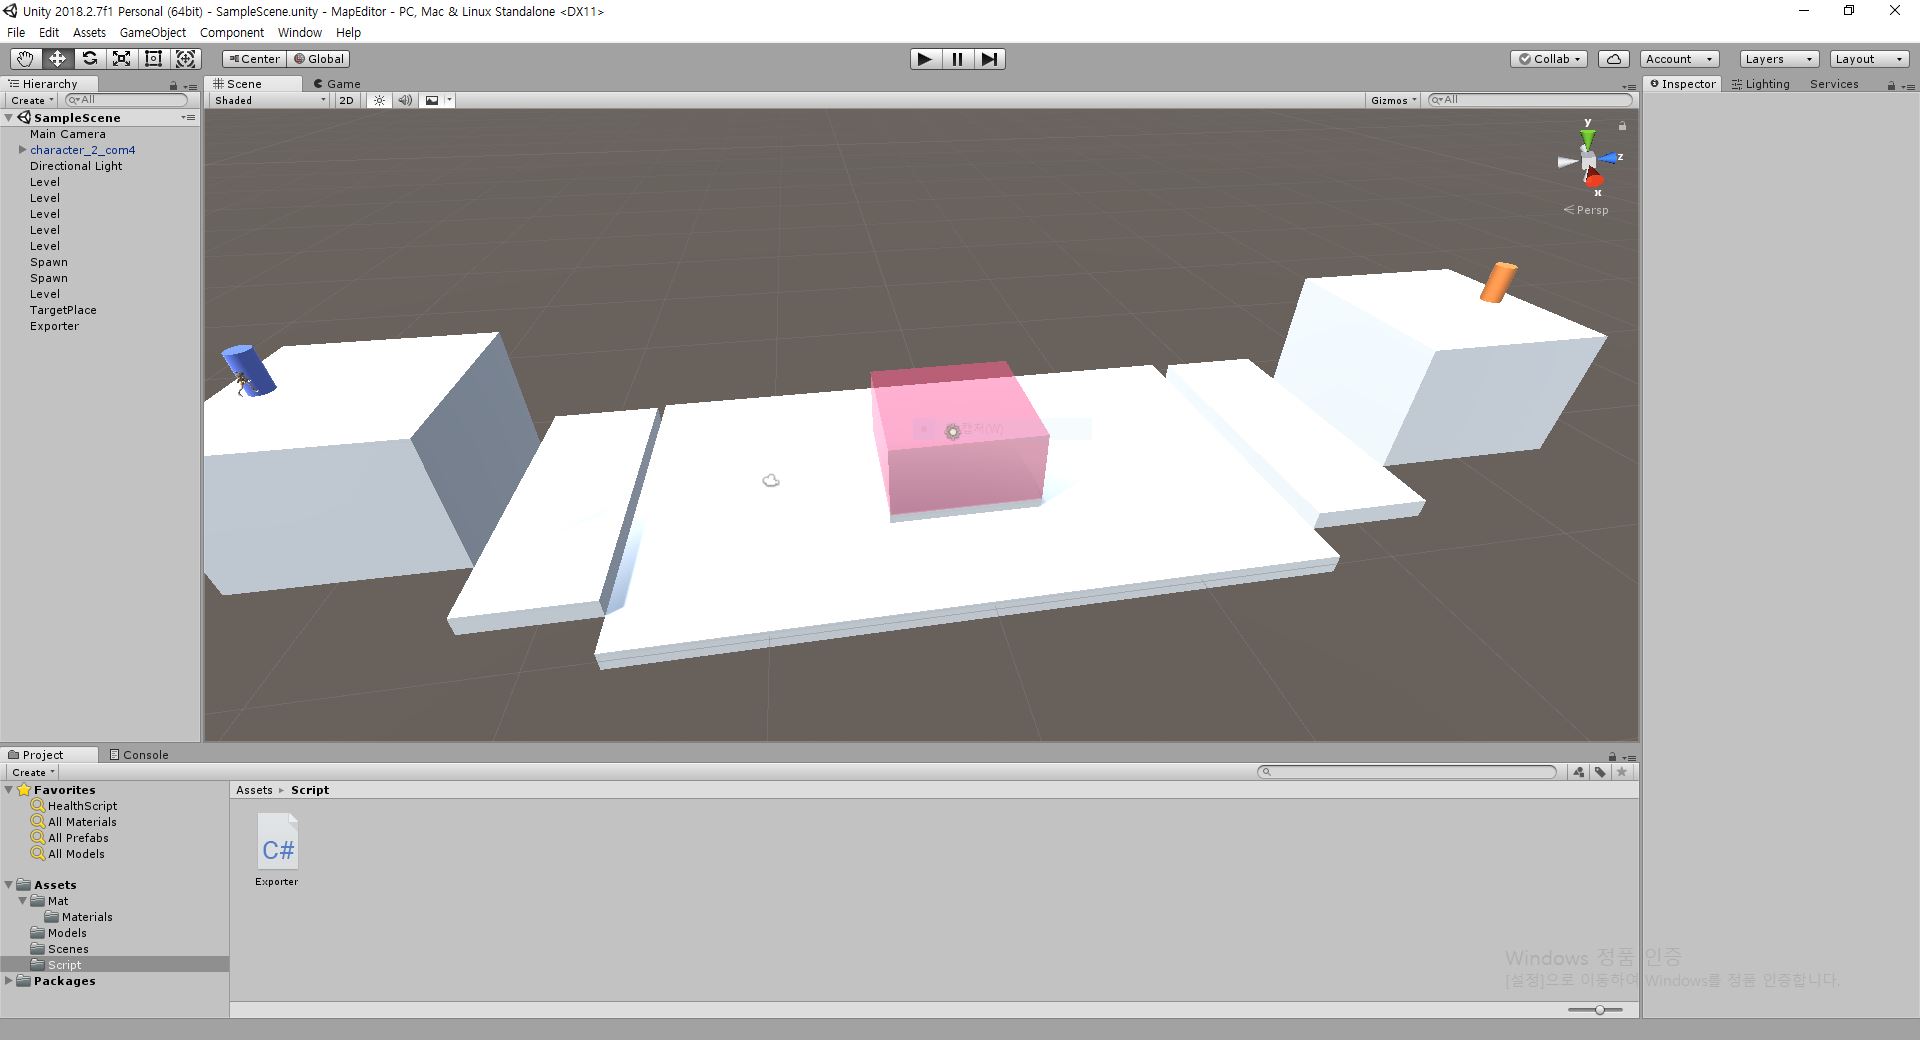 Unity 2018.2.7f1 Personal (64bit) - SampleScene.unity - MapEditor - PC, Mac & Linux Standalone <DX11>
File Edit Assets GameObject Component Window Help
Center Global Collab Account Layers Layout
Hierarchy Scene Game Inspector Lighting Services
Create All Shaded 2D Gizmos All
SampleScene
Main Camera
character_2_com4
Directional Light
Level
Level
Level
Level
Level
Spawn
Spawn
Level
TargetPlace
Exporter
y
z
x
Persp
캡처(W)
Project Console
Create
Favorites
HealthScript
All Materials
All Prefabs
All Models
Assets
Mat
Materials
Models
Scenes
Script
Packages
Assets Script
C#
Exporter
Windows 정품 인증
[설정]으로 이동하여 Windows를 정품 인증합니다.